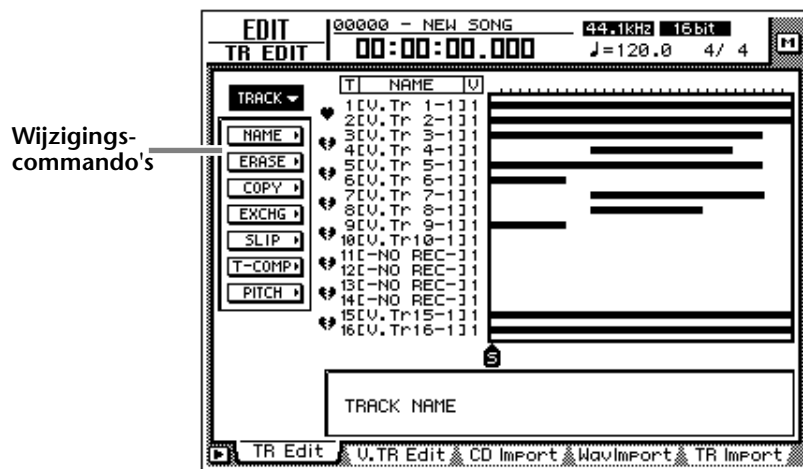 EDIT
TR EDIT
00000 - NEW SONG
00:00:00.000
44.1kHz 16bit
♩=120.0 4/ 4
M
TRACK
Wijzigings-
commando's
NAME
ERASE
COPY
EXCHG
SLIP
T-COMP
PITCH
T NAME V
1[V.Tr 1-1]1
2[V.Tr 2-1]1
3[V.Tr 3-1]1
4[V.Tr 4-1]1
5[V.Tr 5-1]1
6[V.Tr 6-1]1
7[V.Tr 7-1]1
8[V.Tr 8-1]1
9[V.Tr 9-1]1
10[V.Tr10-1]1
11[-NO REC-]1
12[-NO REC-]1
13[-NO REC-]1
14[-NO REC-]1
15[V.Tr15-1]1
16[V.Tr16-1]1
S
TRACK NAME
TR Edit V.TR Edit CD Import WavImport TR Import